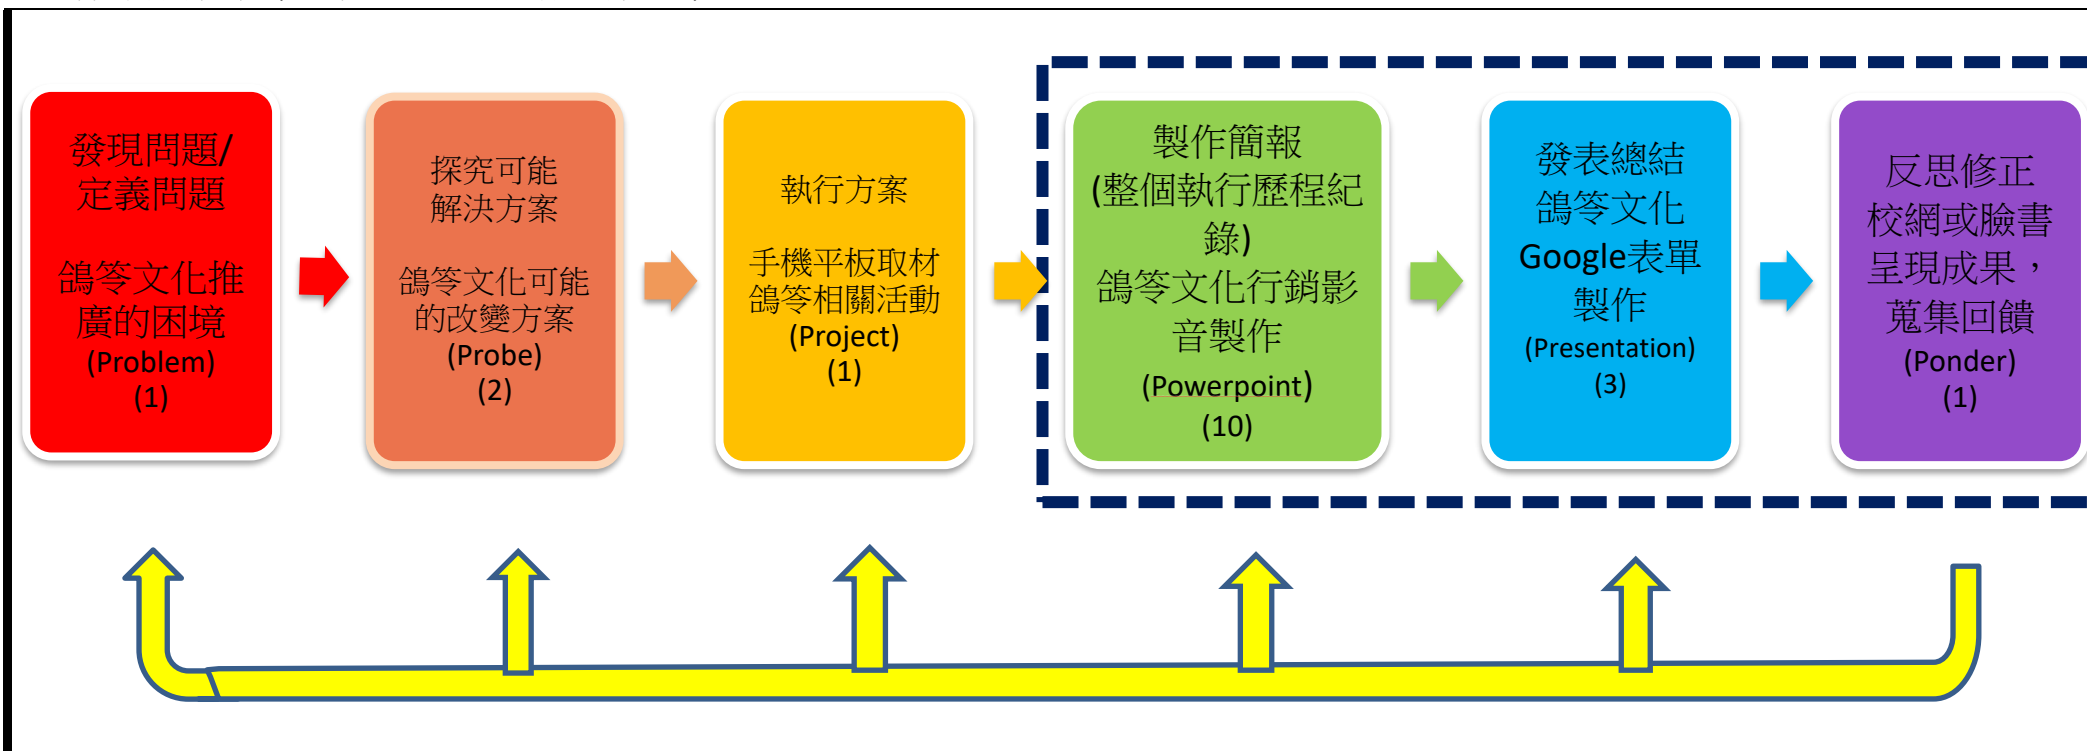 發現問題/
定義問題
鴿笭文化推
廣的困境
(Problem)
(1)
探究可能
解決方案
鴿笭文化可能
的改變方案
(Probe)
(2)
執行方案
手機平板取材
鴿笭相關活動
(Project)
(1)
製作簡報
(整個執行歷程紀
錄)
鴿笭文化行銷影
音製作
(Powerpoint)
(10)
發表總結
鴿笭文化
Google表單
製作
(Presentation)
(3)
反思修正
校網或臉書
呈現成果，
蒐集回饋
(Ponder)
(1)